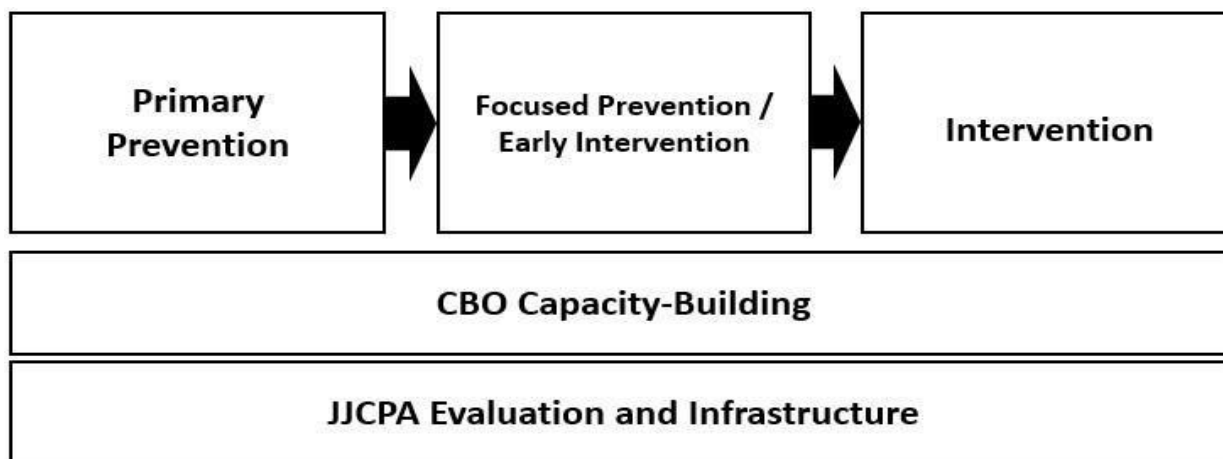 Primary
Prevention
Focused Prevention /
Early Intervention
Intervention
CBO Capacity-Building
JJCPA Evaluation and Infrastructure